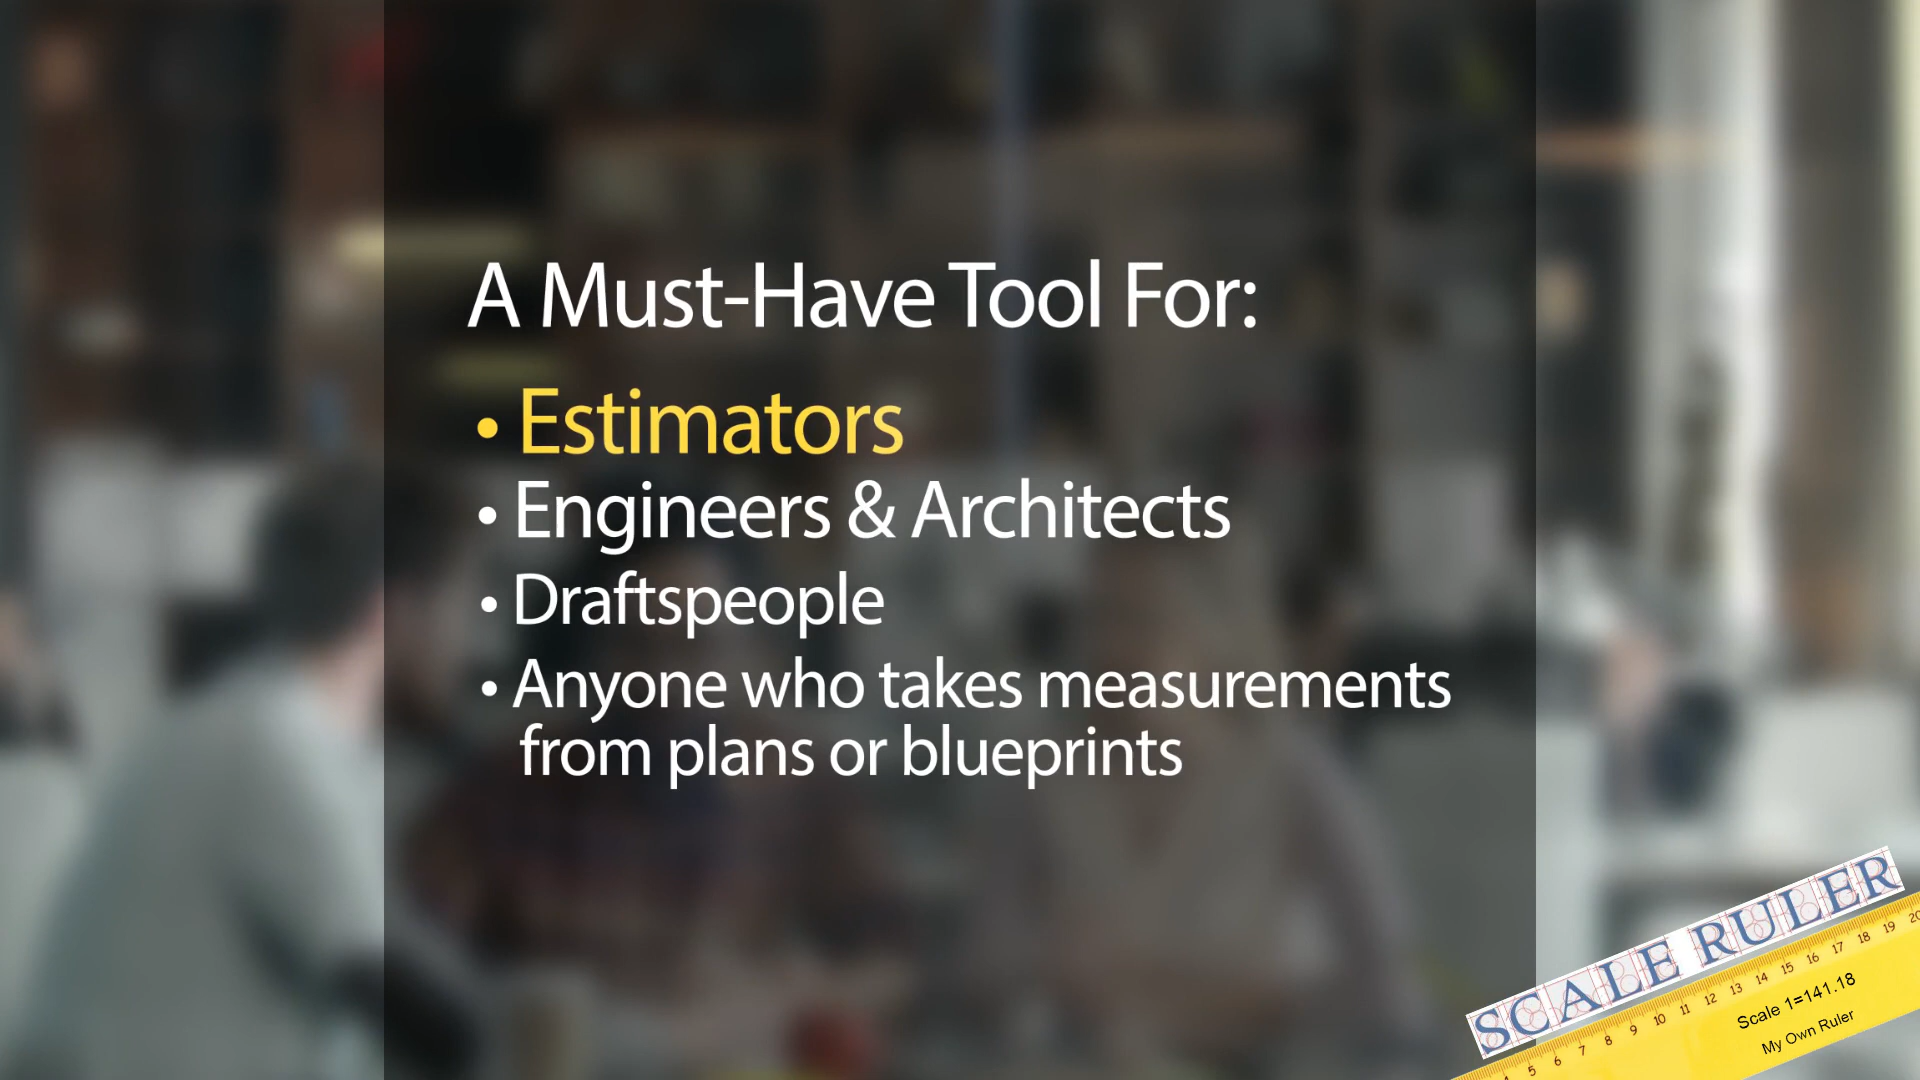 A Must-Have Tool For:
• Estimators
• Engineers & Architects
• Draftspeople
• Anyone who takes measurements
from plans or blueprints
SCALE RULER
5 6 7 8 9 10 11 12 13 14 15 16 17 18 19 20
Scale 1=141.18
My Own Ruler